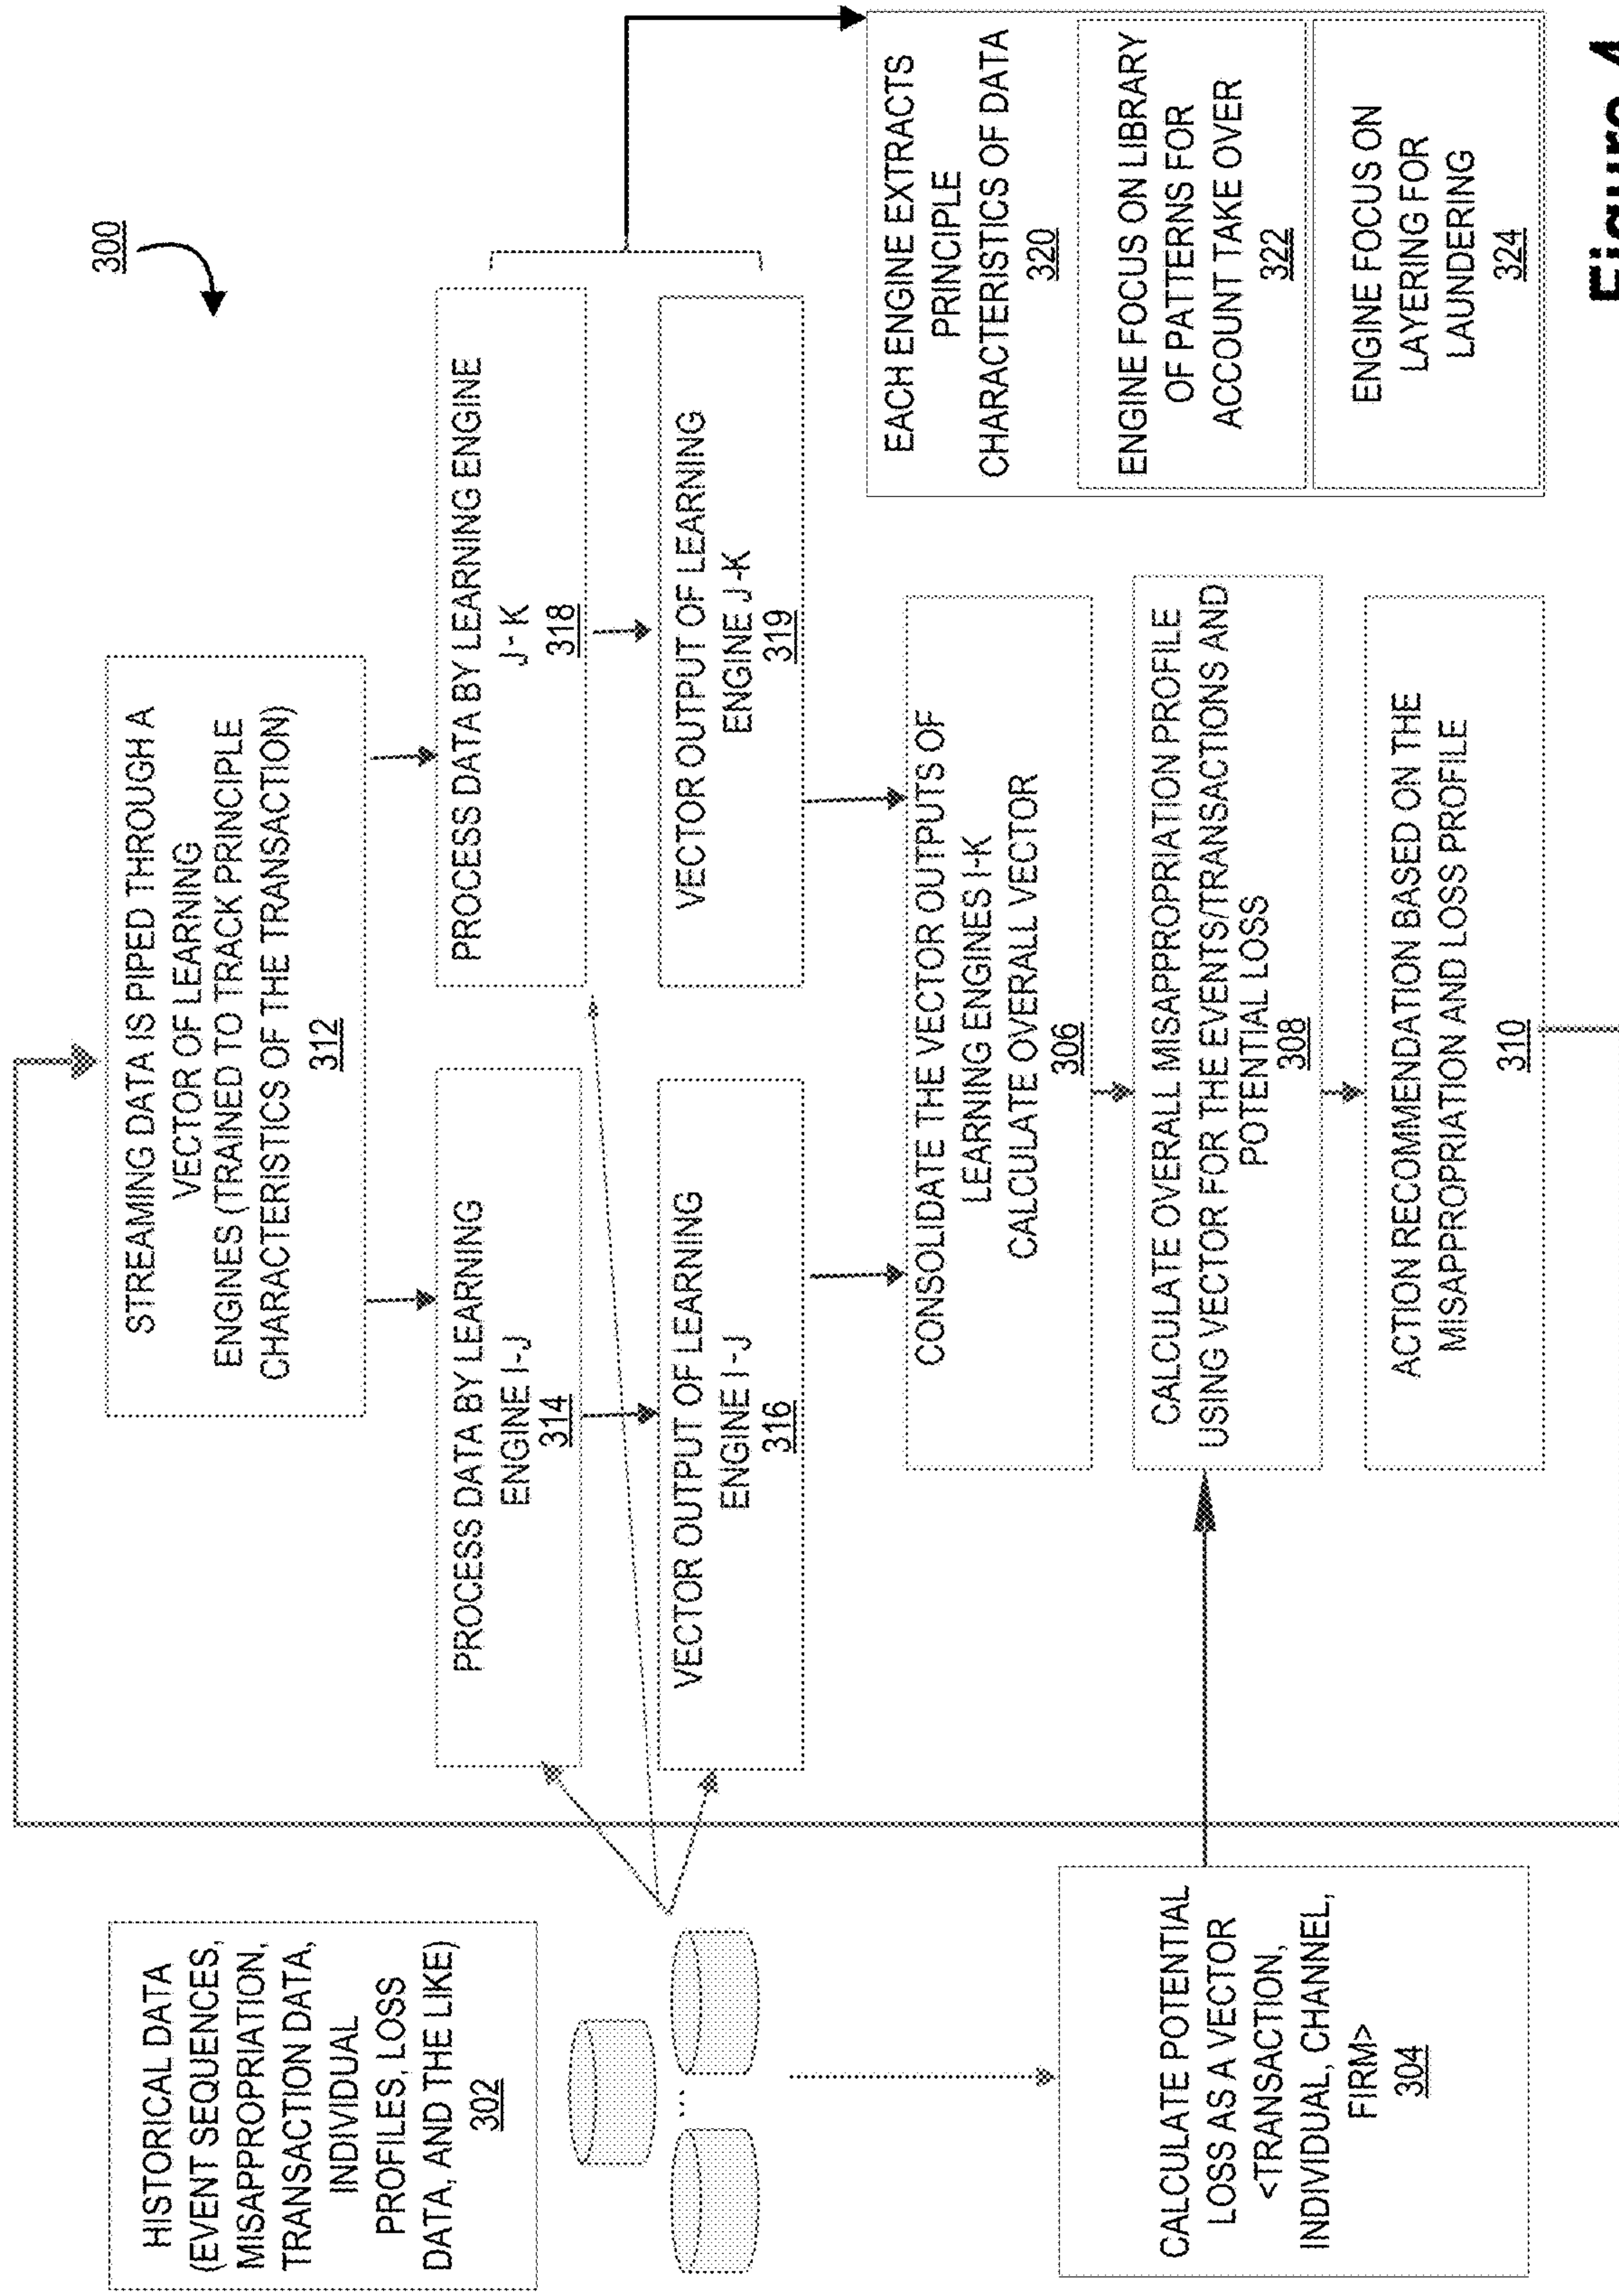 300
HISTORICAL DATA
(EVENT SEQUENCES,
MISAPPROPRIATION,
TRANSACTION DATA,
INDIVIDUAL
PROFILES, LOSS
DATA, AND THE LIKE)
302
...
CALCULATE POTENTIAL
LOSS AS A VECTOR
<TRANSACTION,
INDIVIDUAL, CHANNEL,
FIRM>
304
STREAMING DATA IS PIPED THROUGH A
VECTOR OF LEARNING
ENGINES (TRAINED TO TRACK PRINCIPLE
CHARACTERISTICS OF THE TRANSACTION)
312
PROCESS DATA BY LEARNING
ENGINE I-J
314
VECTOR OUTPUT OF LEARNING
ENGINE I-J
316
PROCESS DATA BY LEARNING ENGINE
J-K
318
VECTOR OUTPUT OF LEARNING
ENGINE J-K
319
CONSOLIDATE THE VECTOR OUTPUTS OF
LEARNING ENGINES I-K
CALCULATE OVERALL VECTOR
306
CALCULATE OVERALL MISAPPROPRIATION PROFILE
USING VECTOR FOR THE EVENTS/TRANSACTIONS AND
POTENTIAL LOSS
308
ACTION RECOMMENDATION BASED ON THE
MISAPPROPRIATION AND LOSS PROFILE
310
EACH ENGINE EXTRACTS
PRINCIPLE
CHARACTERISTICS OF DATA
320
ENGINE FOCUS ON LIBRARY
OF PATTERNS FOR
ACCOUNT TAKE OVER
322
ENGINE FOCUS ON
LAYERING FOR
LAUNDERING
324
Figure 4